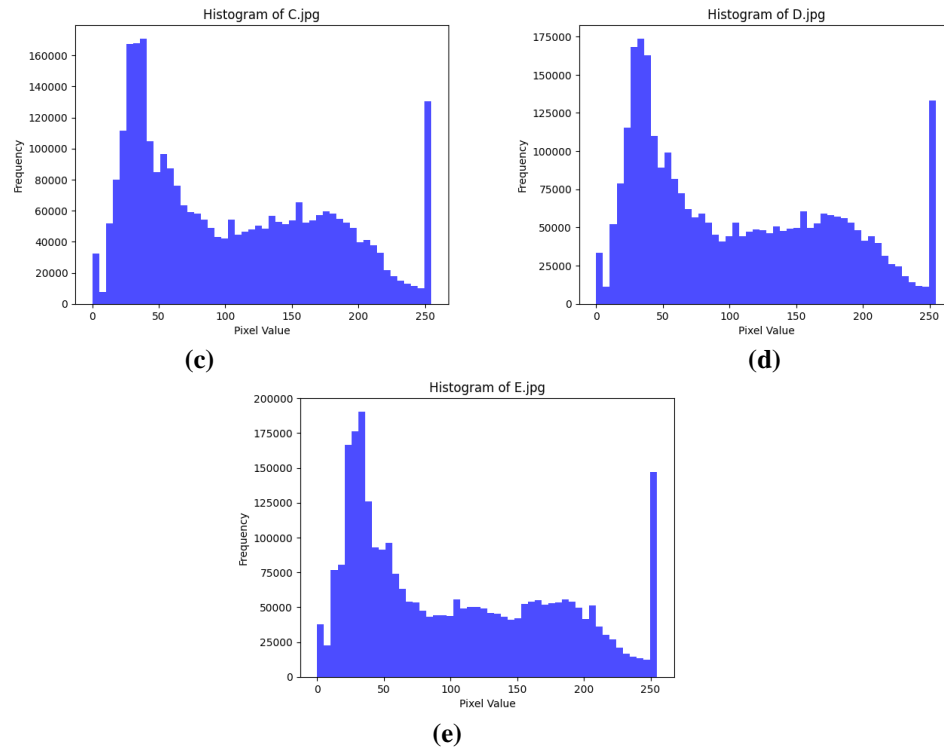 Histogram of C.jpg
160000
140000
120000
100000
80000
60000
40000
20000
0
Frequency
0 50 100 150 200 250
Pixel Value
(c)
Histogram of D.jpg
175000
150000
125000
100000
75000
50000
25000
0
Frequency
0 50 100 150 200 250
Pixel Value
(d)
Histogram of E.jpg
200000
175000
150000
125000
100000
75000
50000
25000
0
Frequency
0 50 100 150 200 250
Pixel Value
(e)